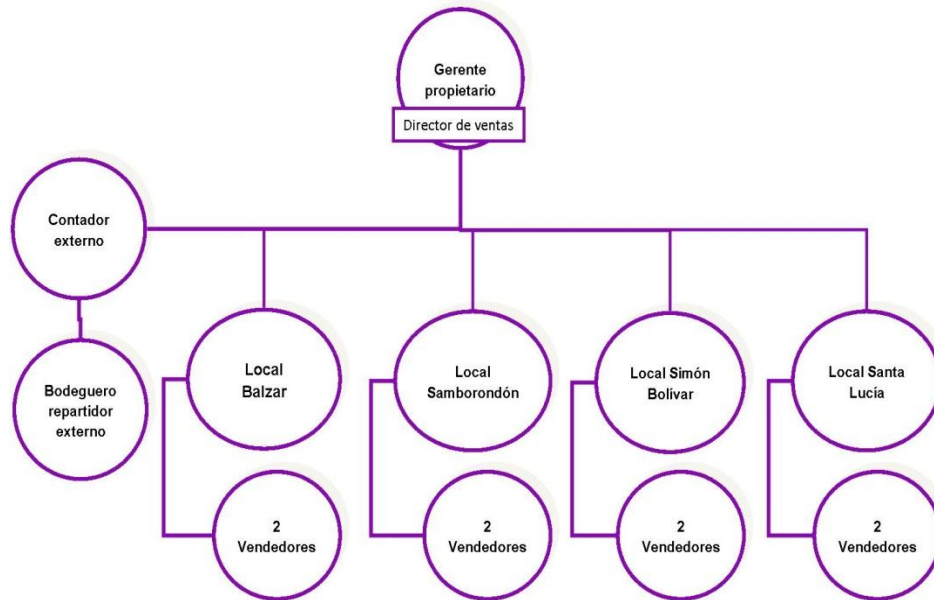 Gerente
propietario
Director de ventas
Contador
externo
Bodeguero
repartidor
externo
Local
Balzar
Local
Samborondón
Local Simón
Bolívar
Local Santa
Lucía
2
Vendedores
2
Vendedores
2
Vendedores
2
Vendedores